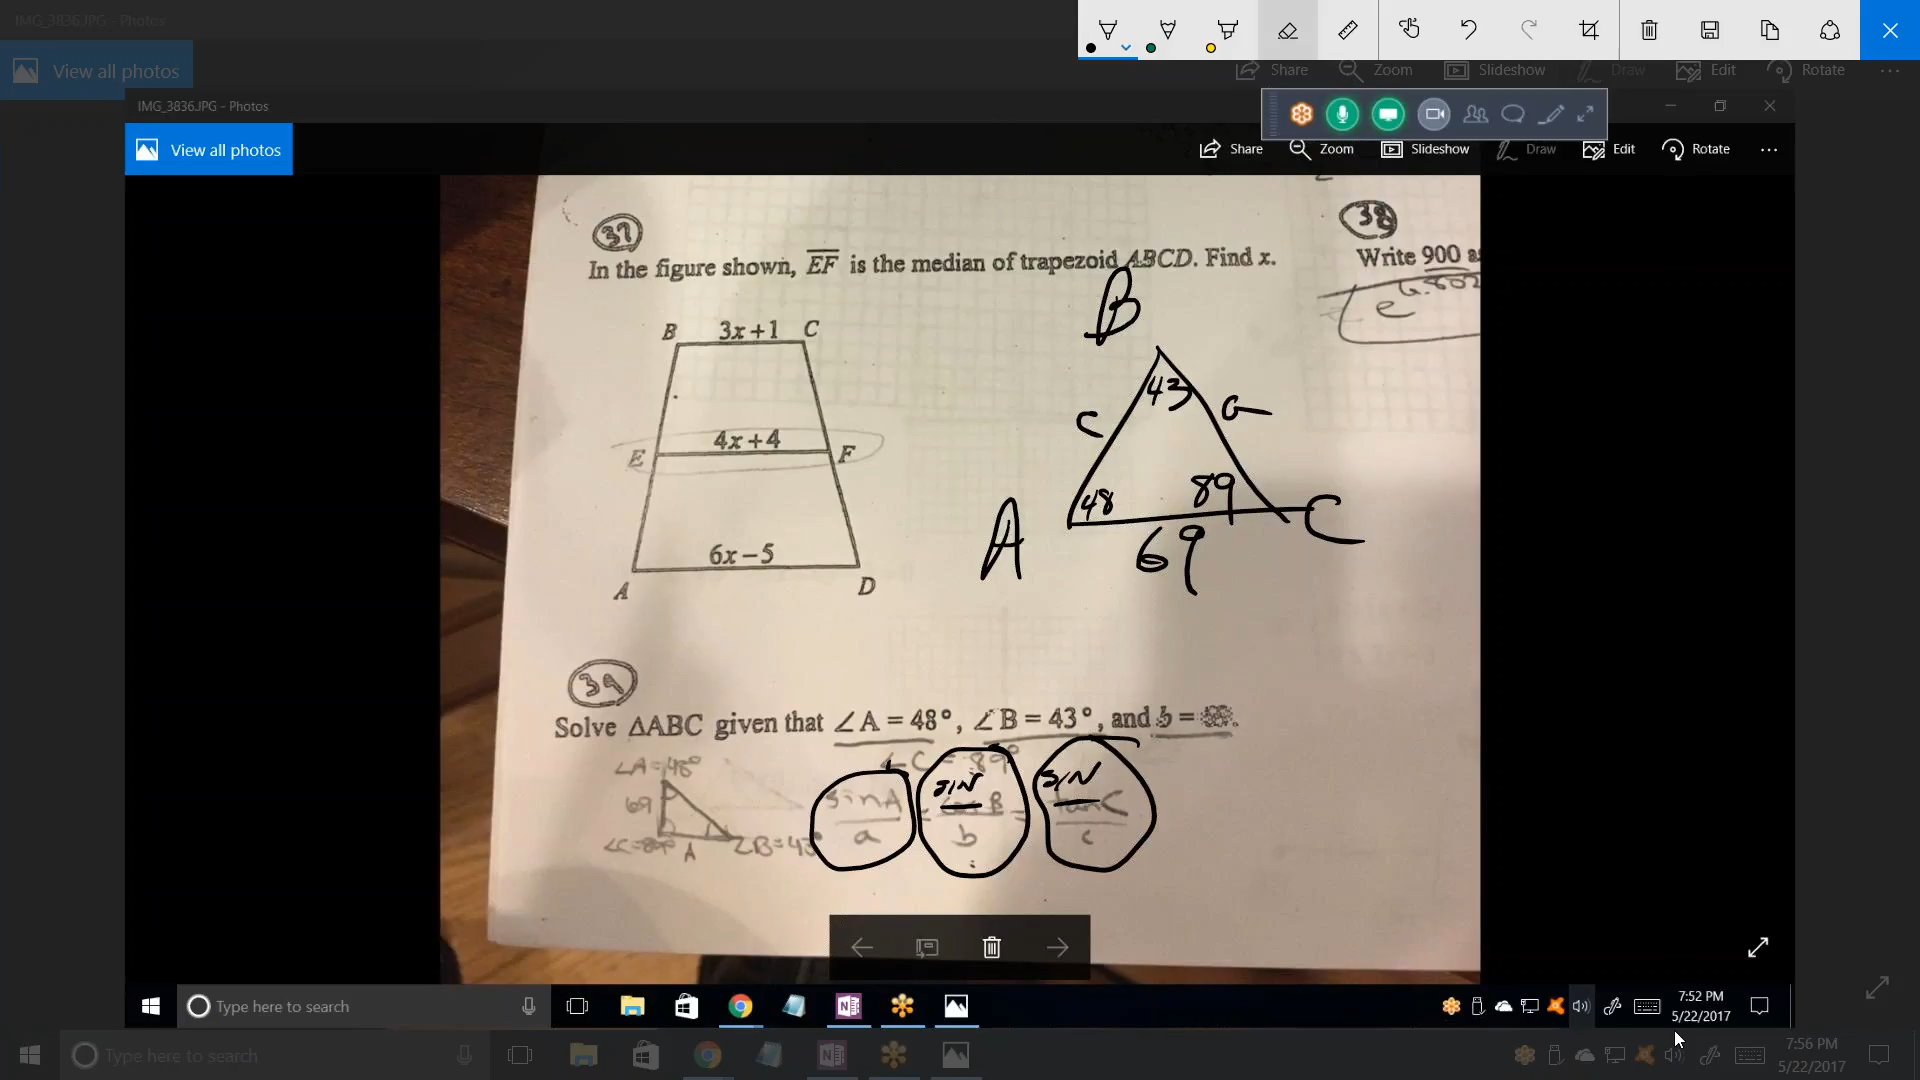 IMG_3836.JPG - Photos
View all photos
Share Zoom Slideshow Draw Edit Rotate
IMG_3836.JPG - Photos
View all photos
Share Zoom Slideshow Draw Edit Rotate
37
In the figure shown, EF is the median of trapezoid ABCD. Find x.
B 3x + 1 C
E 4x + 4 F
6x − 5
A D
B
43
C a
48 89
A 69 C
38
Write 900 as
39
Solve ΔABC given that ∠A = 48°, ∠B = 43°, and b =
∠C = 89°
∠A = 48°
69
∠C = 89° A ∠B = 43°
sinA
a
SIN
B
b
SIN
tanC
c
Type here to search
7:52 PM
5/22/2017
Type here to search
7:56 PM
5/22/2017